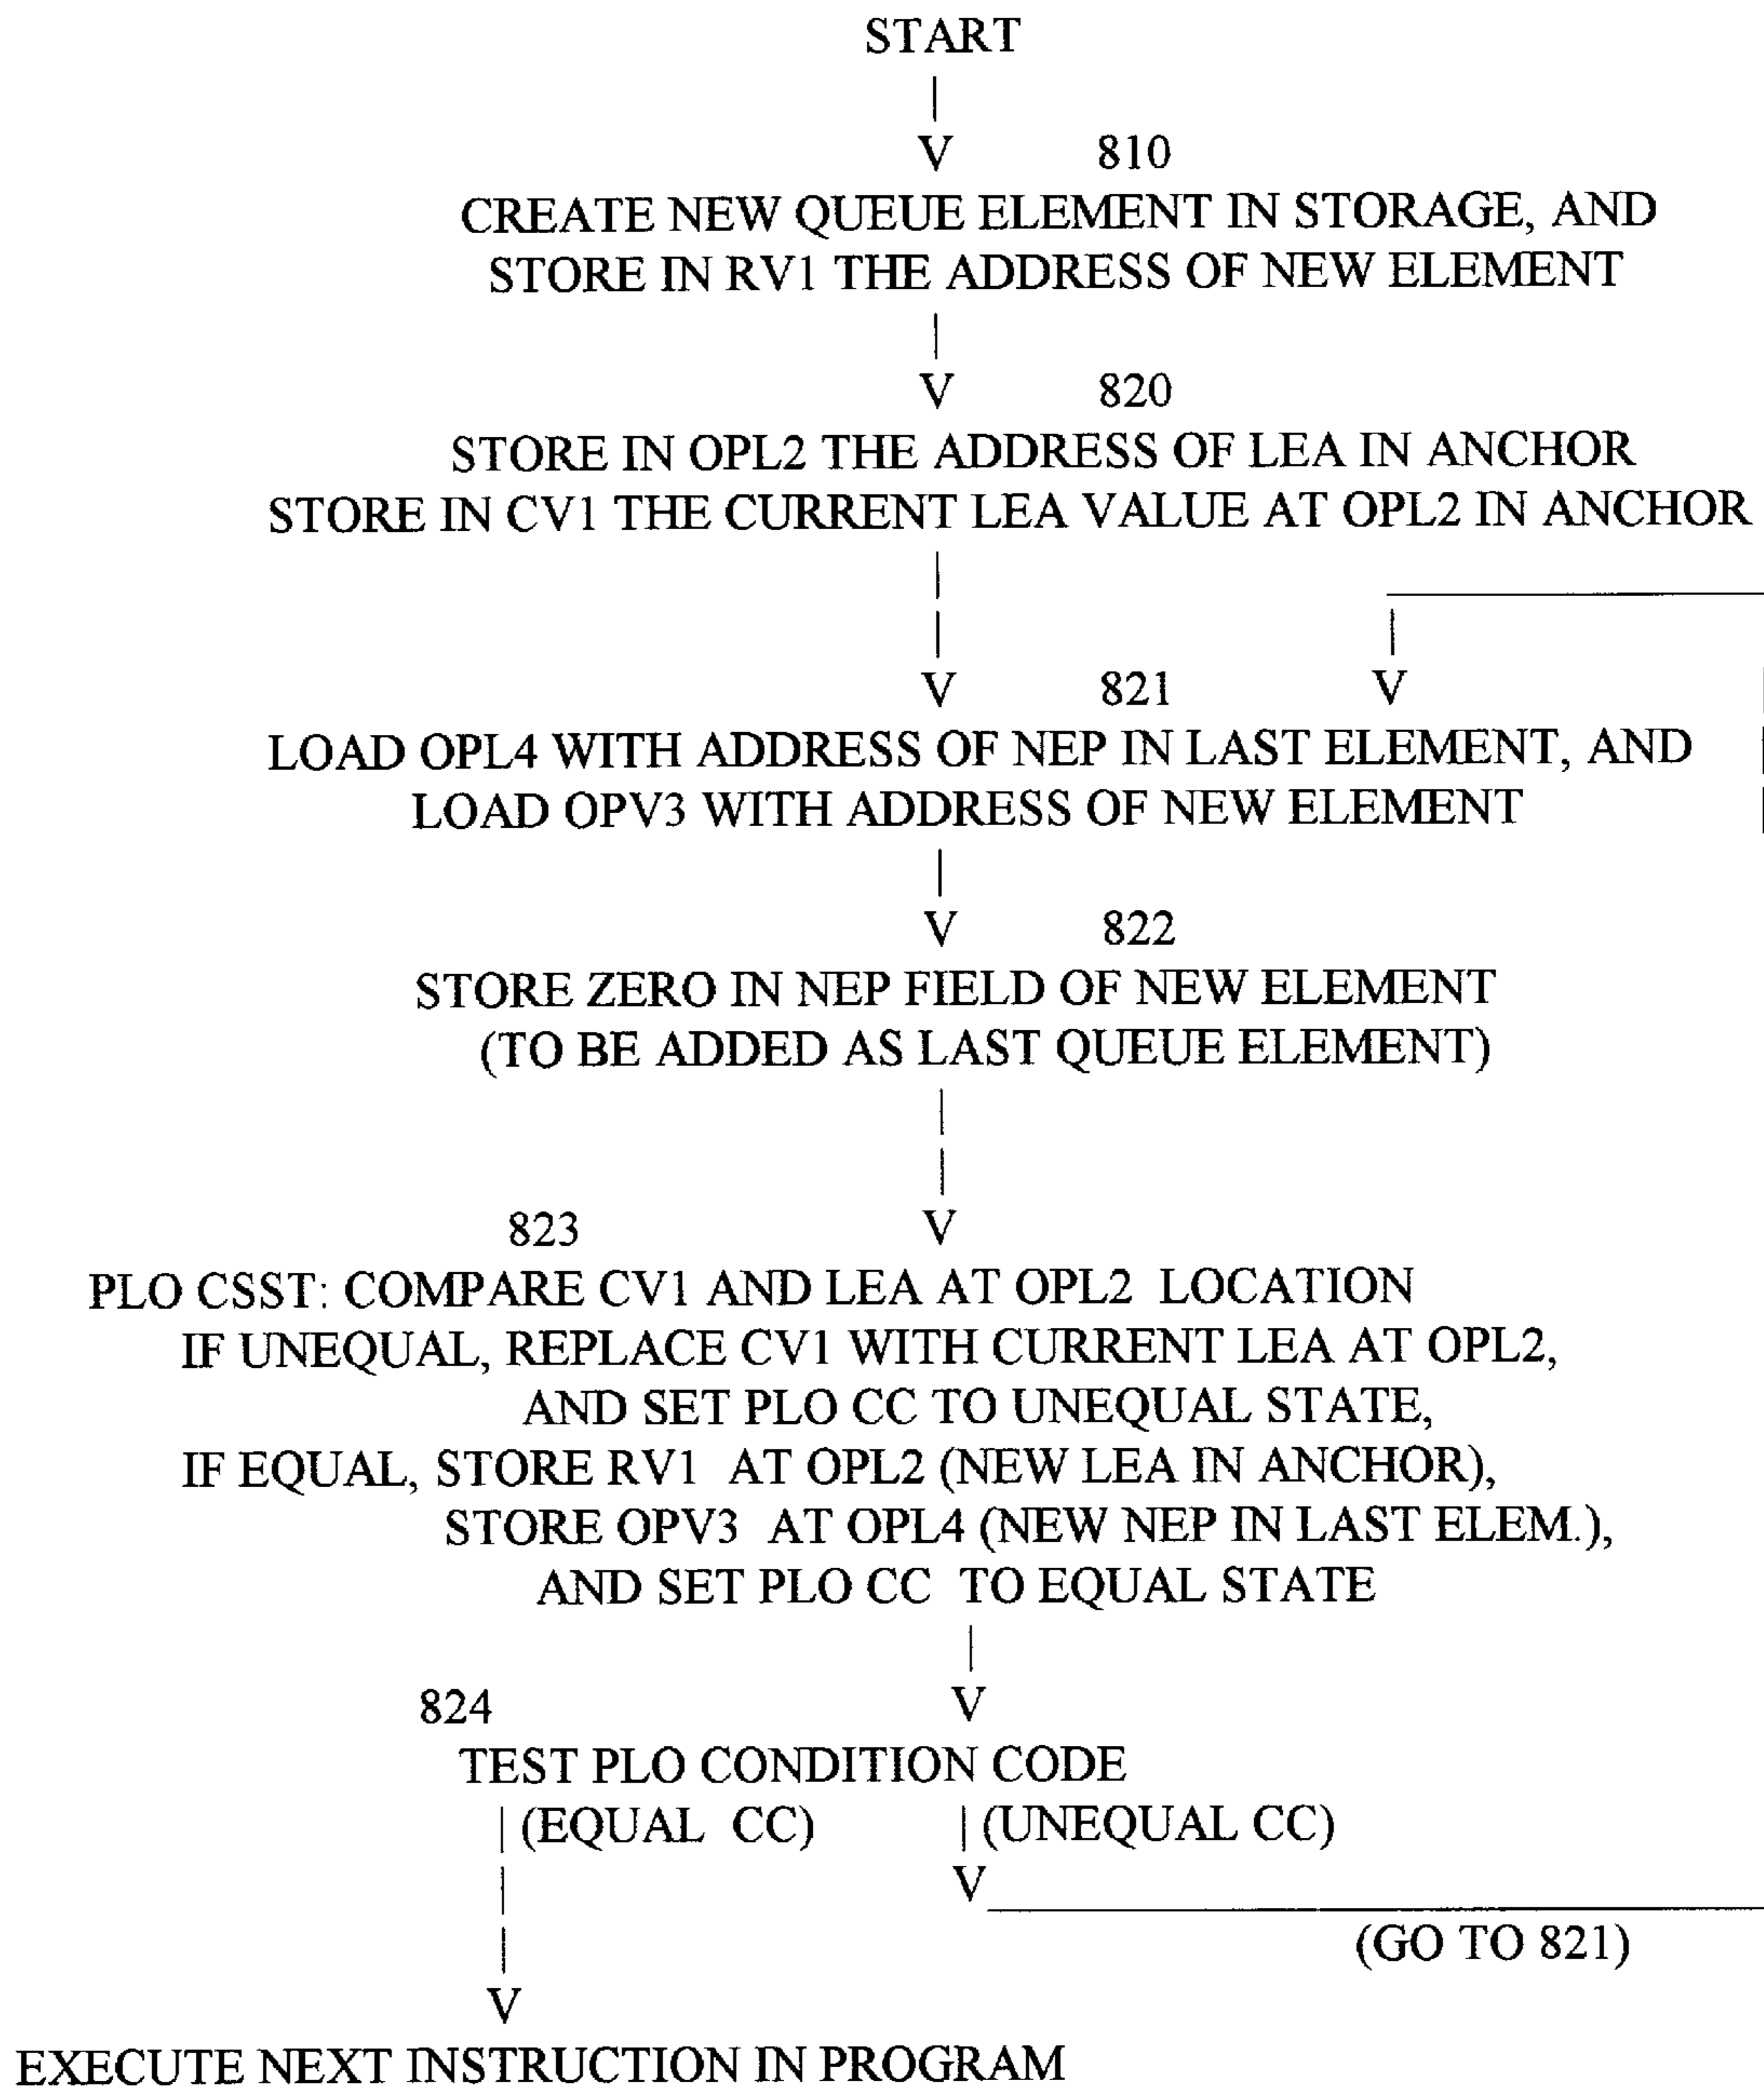 START
V 810
CREATE NEW QUEUE ELEMENT IN STORAGE, AND
STORE IN RV1 THE ADDRESS OF NEW ELEMENT
V 820
STORE IN OPL2 THE ADDRESS OF LEA IN ANCHOR
STORE IN CV1 THE CURRENT LEA VALUE AT OPL2 IN ANCHOR
V 821 V
LOAD OPL4 WITH ADDRESS OF NEP IN LAST ELEMENT, AND
LOAD OPV3 WITH ADDRESS OF NEW ELEMENT
V 822
STORE ZERO IN NEP FIELD OF NEW ELEMENT
(TO BE ADDED AS LAST QUEUE ELEMENT)
823 V
PLO CSST: COMPARE CV1 AND LEA AT OPL2 LOCATION
IF UNEQUAL, REPLACE CV1 WITH CURRENT LEA AT OPL2,
AND SET PLO CC TO UNEQUAL STATE,
IF EQUAL, STORE RV1 AT OPL2 (NEW LEA IN ANCHOR),
STORE OPV3 AT OPL4 (NEW NEP IN LAST ELEM.),
AND SET PLO CC TO EQUAL STATE
824 V
TEST PLO CONDITION CODE
(EQUAL CC) (UNEQUAL CC)
V
(GO TO 821)
V
EXECUTE NEXT INSTRUCTION IN PROGRAM